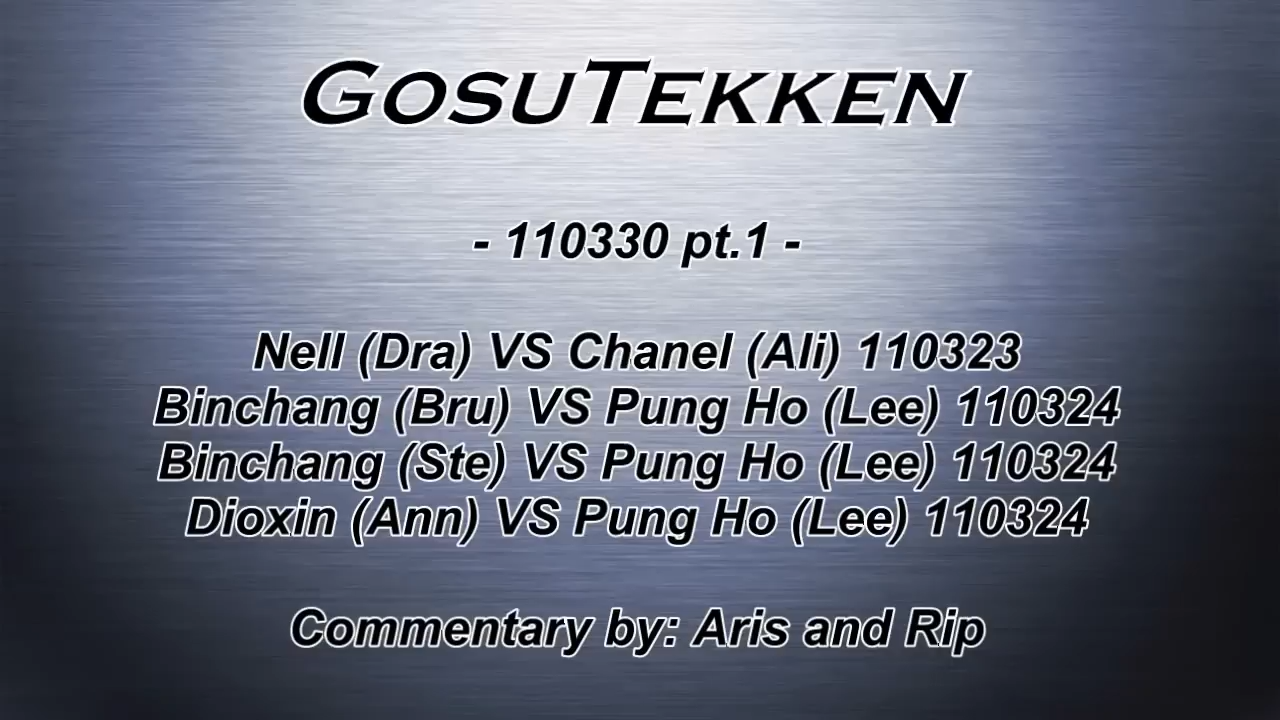 GosuTekken
- 110330 pt.1 -
Nell (Dra) VS Chanel (Ali) 110323
Binchang (Bru) VS Pung Ho (Lee) 110324
Binchang (Ste) VS Pung Ho (Lee) 110324
Dioxin (Ann) VS Pung Ho (Lee) 110324
Commentary by: Aris and Rip